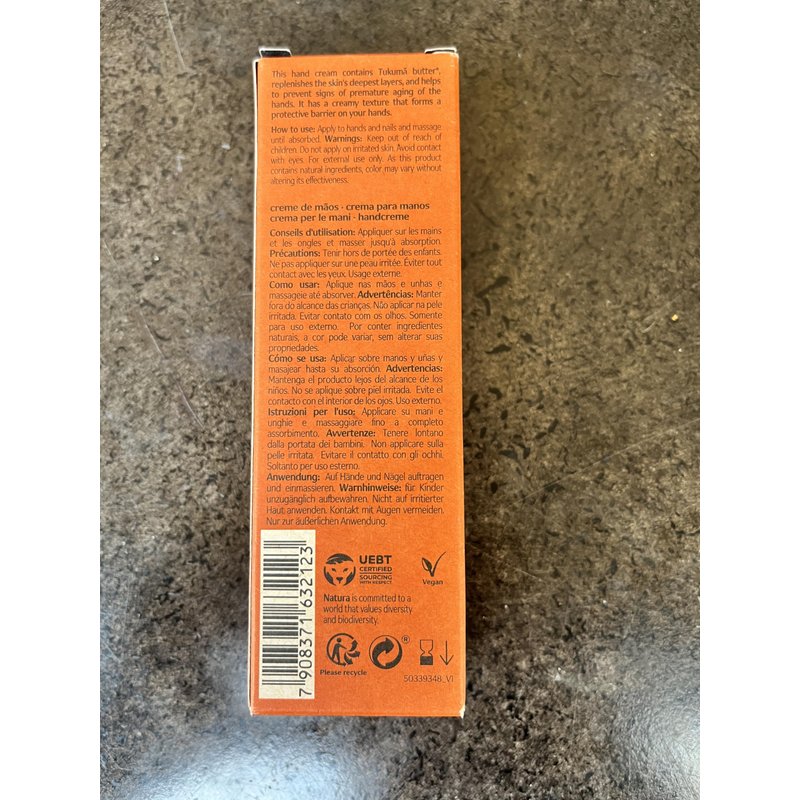 This hand cream contains Tukumã butter*,
replenishes the skin's deepest layers, and helps
to prevent signs of premature aging of the
hands. It has a creamy texture that forms a
protective barrier on your hands.
How to use: Apply to hands and nails and massage
until absorbed. Warnings: Keep out of reach of
children. Do not apply on irritated skin. Avoid contact
with eyes. For external use only. As this product
contains natural ingredients, color may vary without
altering its effectiveness.
creme de mãos · crema para manos
crema per le mani · handcreme
Conseils d'utilisation: Appliquer sur les mains
et les ongles et masser jusqu'à absorption.
Précautions: Tenir hors de portée des enfants.
Ne pas appliquer sur une peau irritée. Éviter tout
contact avec les yeux. Usage externe.
Como usar: Aplique nas mãos e unhas e
massageie até absorver. Advertências: Manter
fora do alcance das crianças. Não aplicar na pele
irritada. Evitar contato com os olhos. Somente
para uso externo. Por conter ingredientes
naturais, a cor pode variar, sem alterar suas
propriedades.
Cómo se usa: Aplicar sobre manos y uñas y
masajear hasta su absorción. Advertencias:
Mantenga el producto lejos del alcance de los
niños. No se aplique sobre piel irritada. Evite el
contacto con el interior de los ojos. Uso externo.
Istruzioni per l'uso: Applicare su mani e
unghie e massaggiare fino a completo
assorbimento. Avvertenze: Tenere lontano
dalla portata dei bambini. Non applicare sulla
pelle irritata. Evitare il contatto con gli occhi.
Soltanto per uso esterno.
Anwendung: Auf Hände und Nägel auftragen
und einmassieren. Warnhinweise: für Kinder
unzugänglich aufbewahren. Nicht auf irritierter
Haut anwenden. Kontakt mit Augen vermeiden.
Nur zur äußerlichen Anwendung.
7 908371 632123
UEBT
CERTIFIED
SOURCING
WITH RESPECT
Vegan
Natura is committed to a
world that values diversity
and biodiversity.
®
Please recycle
50339348_V1